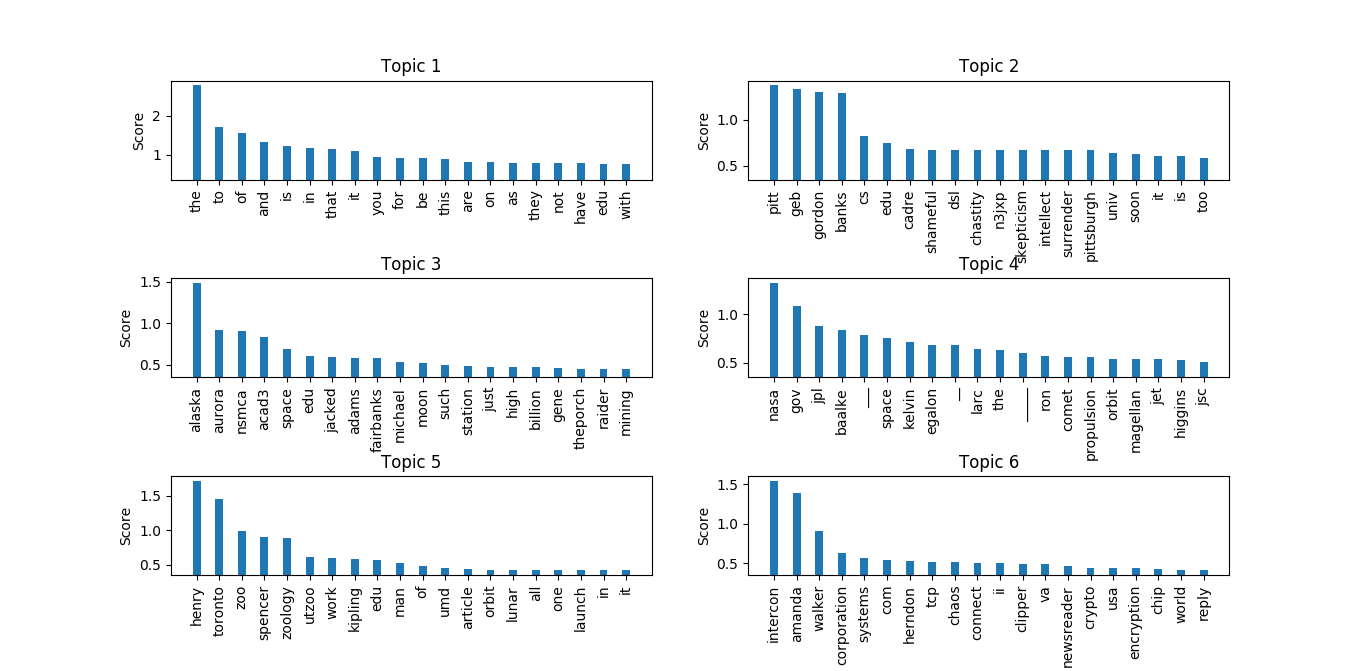 Topic 1
Score
2
1
the to of and is in that it you for be this are on as they not have edu with
Topic 2
Score
1.0
0.5
pitt geb gordon banks cs edu cadre shameful dsl chastity n3jxp skepticism intellect surrender pittsburgh univ soon it is too
Topic 3
Score
1.5
1.0
0.5
alaska aurora nsmca acad3 space edu jacked adams fairbanks michael moon such station just high billion gene theporch raider mining
Topic 4
Score
1.0
0.5
nasa gov jpl baalke ___ space kelvin egalon __ larc the _____ ron comet propulsion orbit magellan jet higgins jsc
Topic 5
Score
1.5
1.0
0.5
henry toronto zoo spencer zoology utzoo work kipling edu man of umd article orbit lunar all one launch in it
Topic 6
Score
1.5
1.0
0.5
intercon amanda walker corporation systems com herndon tcp chaos connect ii clipper va newsreader crypto usa encryption chip world reply